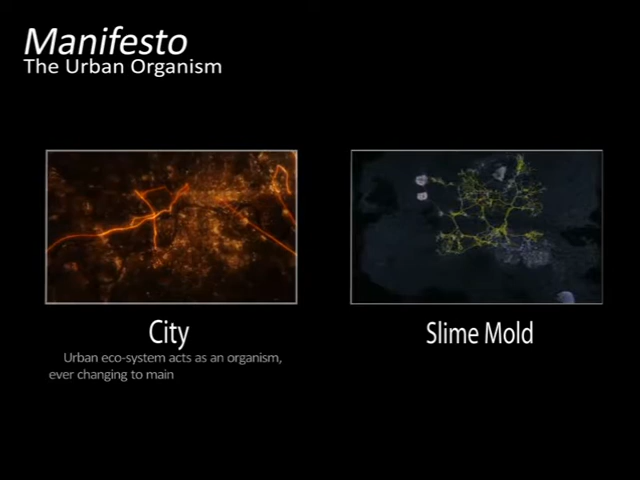 Manifesto
The Urban Organism
City
Slime Mold
Urban eco-system acts as an organism,
ever changing to main